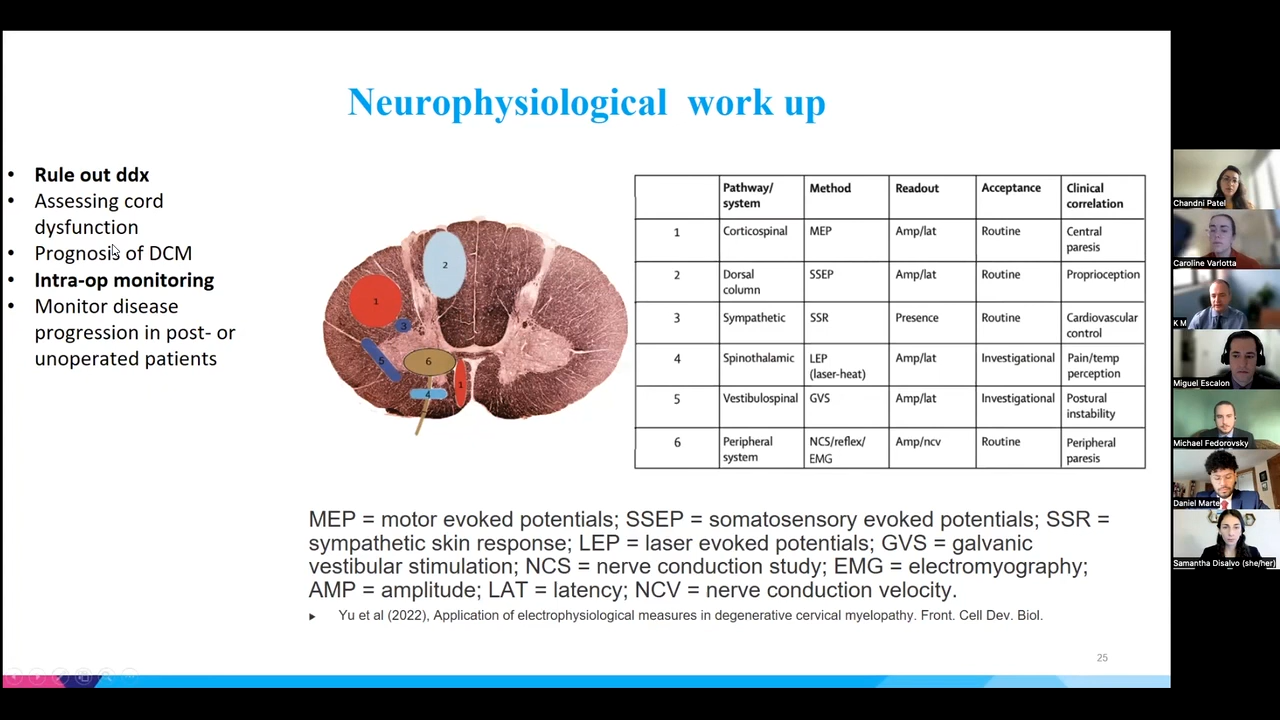 Neurophysiological work up
• Rule out ddx
• Assessing cord
dysfunction
• Prognosis of DCM
• Intra-op monitoring
• Monitor disease
progression in post- or
unoperated patients
1
2
3
5
6
4
1
Pathway/ system Method Readout Acceptance Clinical correlation
1 Corticospinal MEP Amp/lat Routine Central paresis
2 Dorsal column SSEP Amp/lat Routine Proprioception
3 Sympathetic SSR Presence Routine Cardiovascular control
4 Spinothalamic LEP (laser-heat) Amp/lat Investigational Pain/temp perception
5 Vestibulospinal GVS Amp/lat Investigational Postural instability
6 Peripheral system NCS/reflex/ EMG Amp/ncv Routine Peripheral paresis
MEP = motor evoked potentials; SSEP = somatosensory evoked potentials; SSR =
sympathetic skin response; LEP = laser evoked potentials; GVS = galvanic
vestibular stimulation; NCS = nerve conduction study; EMG = electromyography;
AMP = amplitude; LAT = latency; NCV = nerve conduction velocity.
Yu et al (2022), Application of electrophysiological measures in degenerative cervical myelopathy. Front. Cell Dev. Biol.
25
Chandni Patel
Caroline Varlotta
K M
Miguel Escalon
Michael Fedorovsky
Daniel Marte
Samantha Disalvo (she/her)